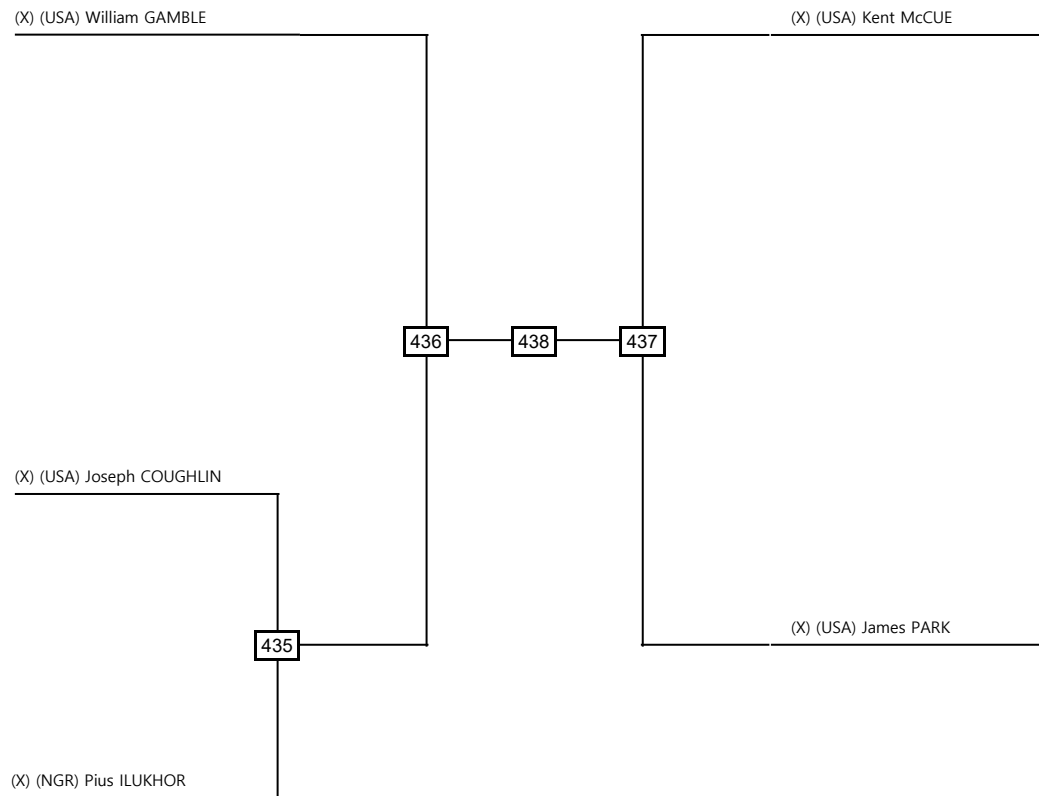 (X) (USA) William GAMBLE
(X) (USA) Kent McCUE
436
438
437
(X) (USA) Joseph COUGHLIN
(X) (USA) James PARK
435
(X) (NGR) Pius ILUKHOR